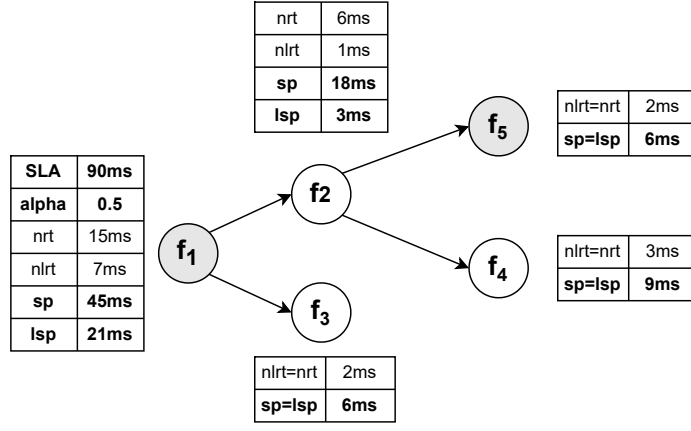 nrt 6ms
nlrt 1ms
sp 18ms
lsp 3ms
f5
nlrt=nrt 2ms
sp=lsp 6ms
SLA 90ms
alpha 0.5
nrt 15ms
nlrt 7ms
sp 45ms
lsp 21ms
f1
f2
f4
nlrt=nrt 3ms
sp=lsp 9ms
f3
nlrt=nrt 2ms
sp=lsp 6ms